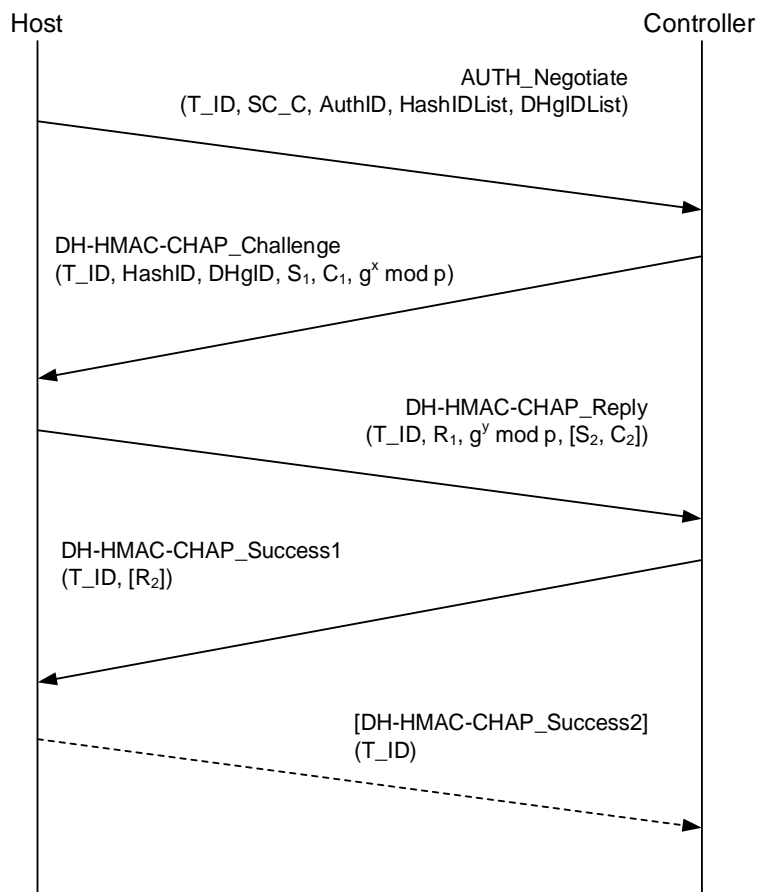 Host
Controller
AUTH_Negotiate
(T_ID, SC_C, AuthID, HashIDList, DHgIDList)
DH-HMAC-CHAP_Challenge
(T_ID, HashID, DHgID, S₁, C₁, gˣ mod p)
DH-HMAC-CHAP_Reply
(T_ID, R₁, gʸ mod p, [S₂, C₂])
DH-HMAC-CHAP_Success1
(T_ID, [R₂])
[DH-HMAC-CHAP_Success2]
(T_ID)